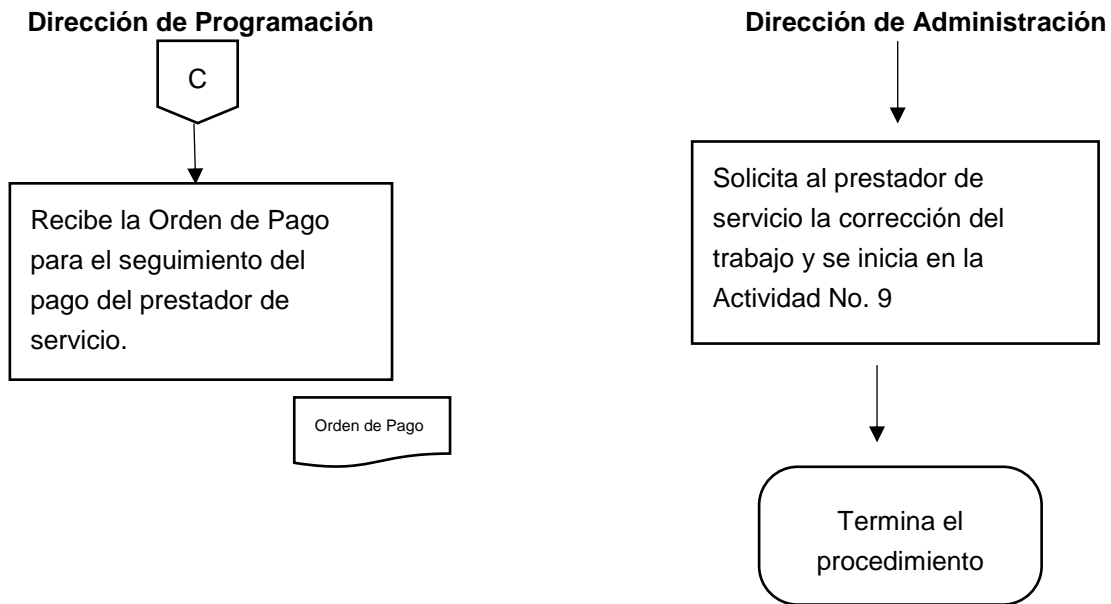 Dirección de Programación
C
Recibe la Orden de Pago
para el seguimiento del
pago del prestador de
servicio.
Orden de Pago
Dirección de Administración
Solicita al prestador de
servicio la corrección del
trabajo y se inicia en la
Actividad No. 9
Termina el
procedimiento